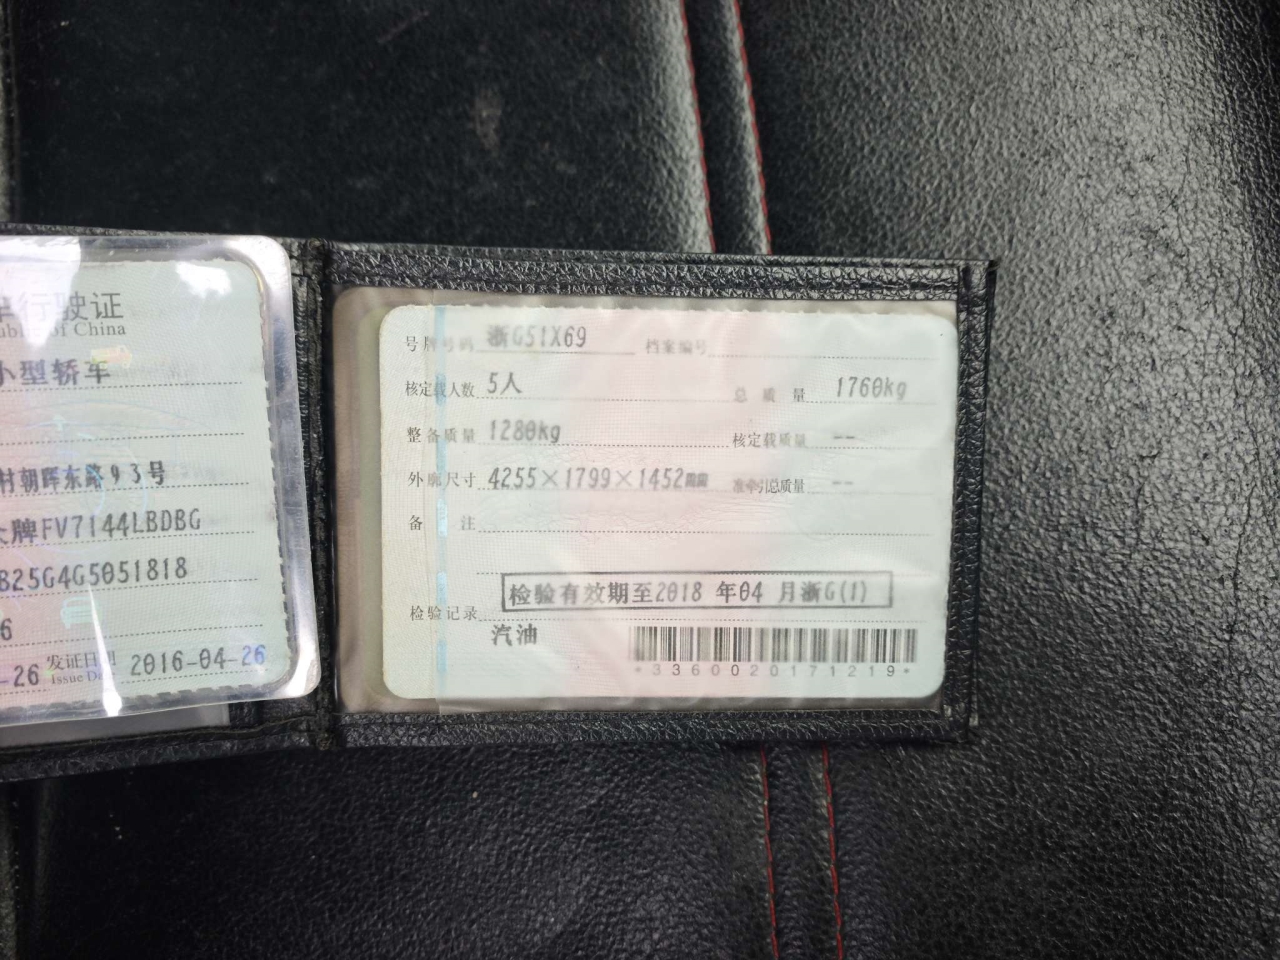 行驶证
ublic of China
小型轿车
村朝晖东路93号
牌FV7144LBDBG
B25G4G5051818
6
-26 发证日期 2016-04-26
Issue Da
号牌号码 浙G51X69 档案编号
核定载人数 5人 总质量 1760kg
整备质量 1280kg 核定载质量 --
外廓尺寸 4255×1799×1452mm 准牵引总质量 --
备注
检验有效期至2018年04月浙G(1)
检验记录
汽油
*3360020171219*